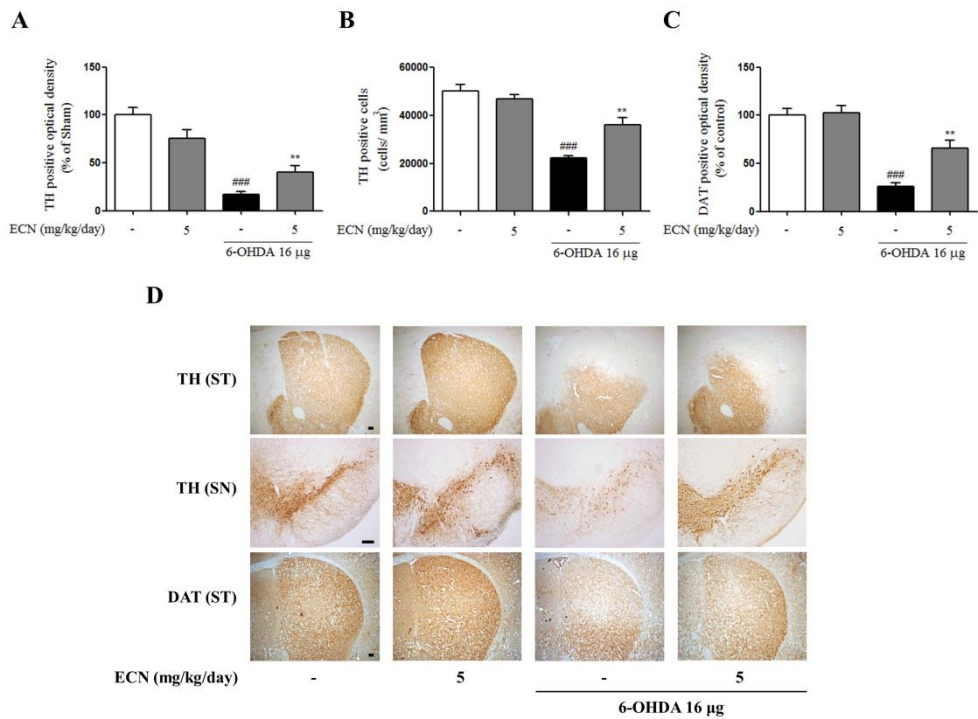 A
TH positive optical density
(% of Sham)
150
100
50
0
###
**
ECN (mg/kg/day)
-
5
-
5
6-OHDA 16 μg
B
TH positive cells
(cells/ mm3)
60000
40000
20000
0
###
**
ECN (mg/kg/day)
-
5
-
5
6-OHDA 16 μg
C
DAT positive optical density
(% of control)
150
100
50
0
###
**
ECN (mg/kg/day)
-
5
-
5
6-OHDA 16 μg
D
TH (ST)
TH (SN)
DAT (ST)
ECN (mg/kg/day)
-
5
-
5
6-OHDA 16 μg